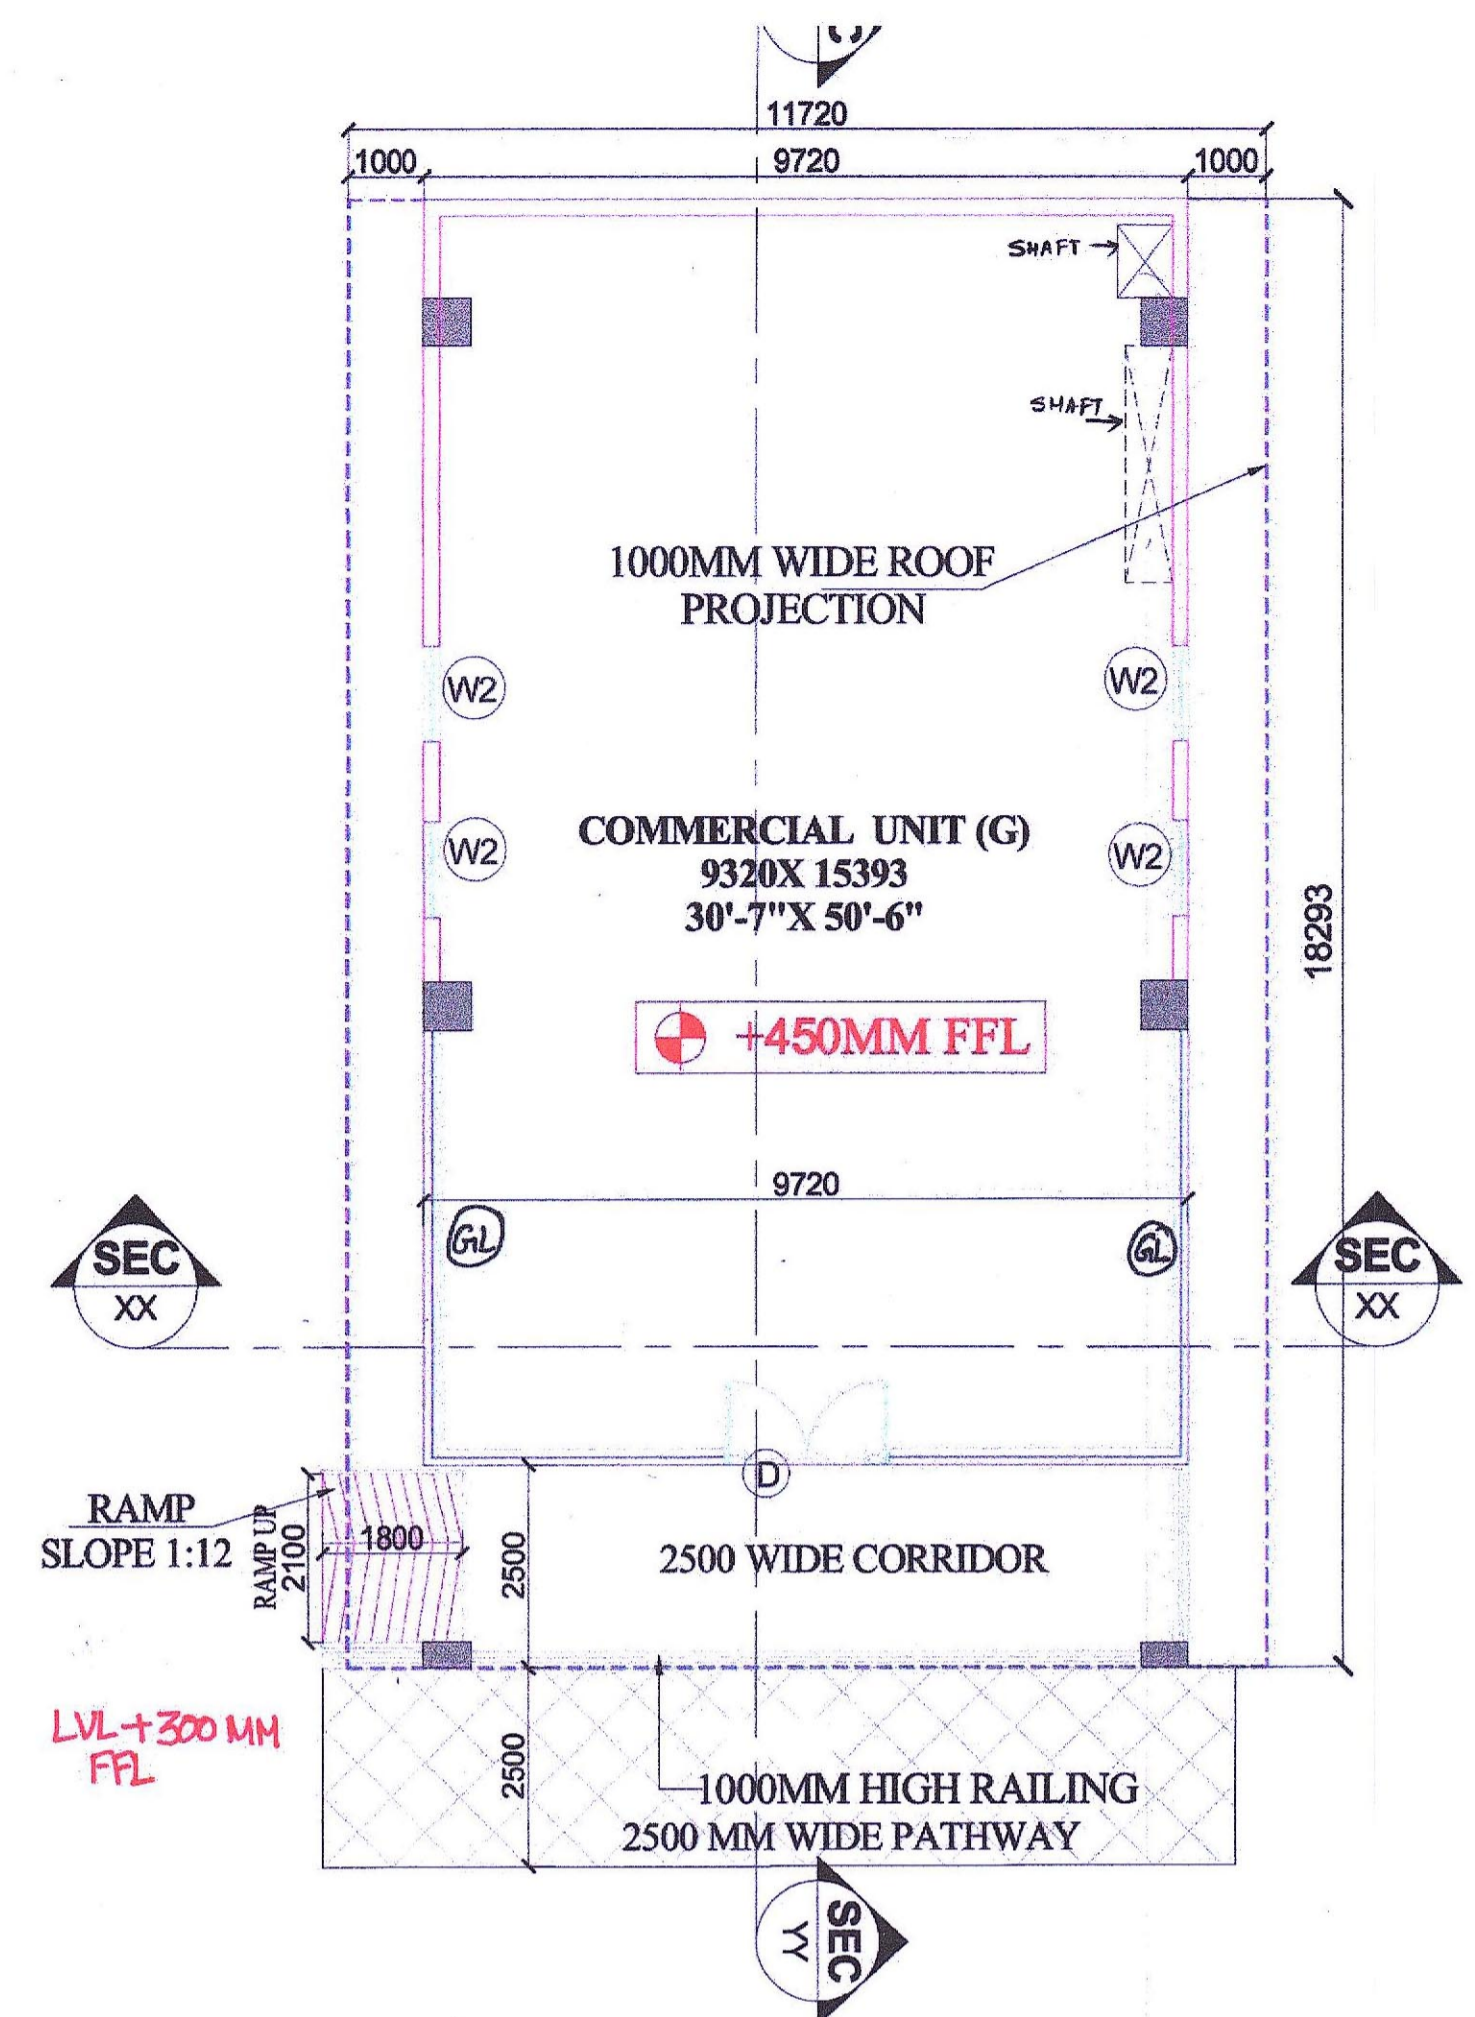 11720
1000
9720
1000
SHAFT
SHAFT
1000MM WIDE ROOF
PROJECTION
W2
W2
COMMERCIAL UNIT (G)
9320X 15393
30'-7"X 50'-6"
W2
W2
18293
+450MM FFL
9720
GL
GL
SEC
XX
SEC
XX
D
RAMP
SLOPE 1:12
RAMP UP
2100
1800
2500
2500 WIDE CORRIDOR
LVL+300 MM
FFL
2500
1000MM HIGH RAILING
2500 MM WIDE PATHWAY
SEC
YY